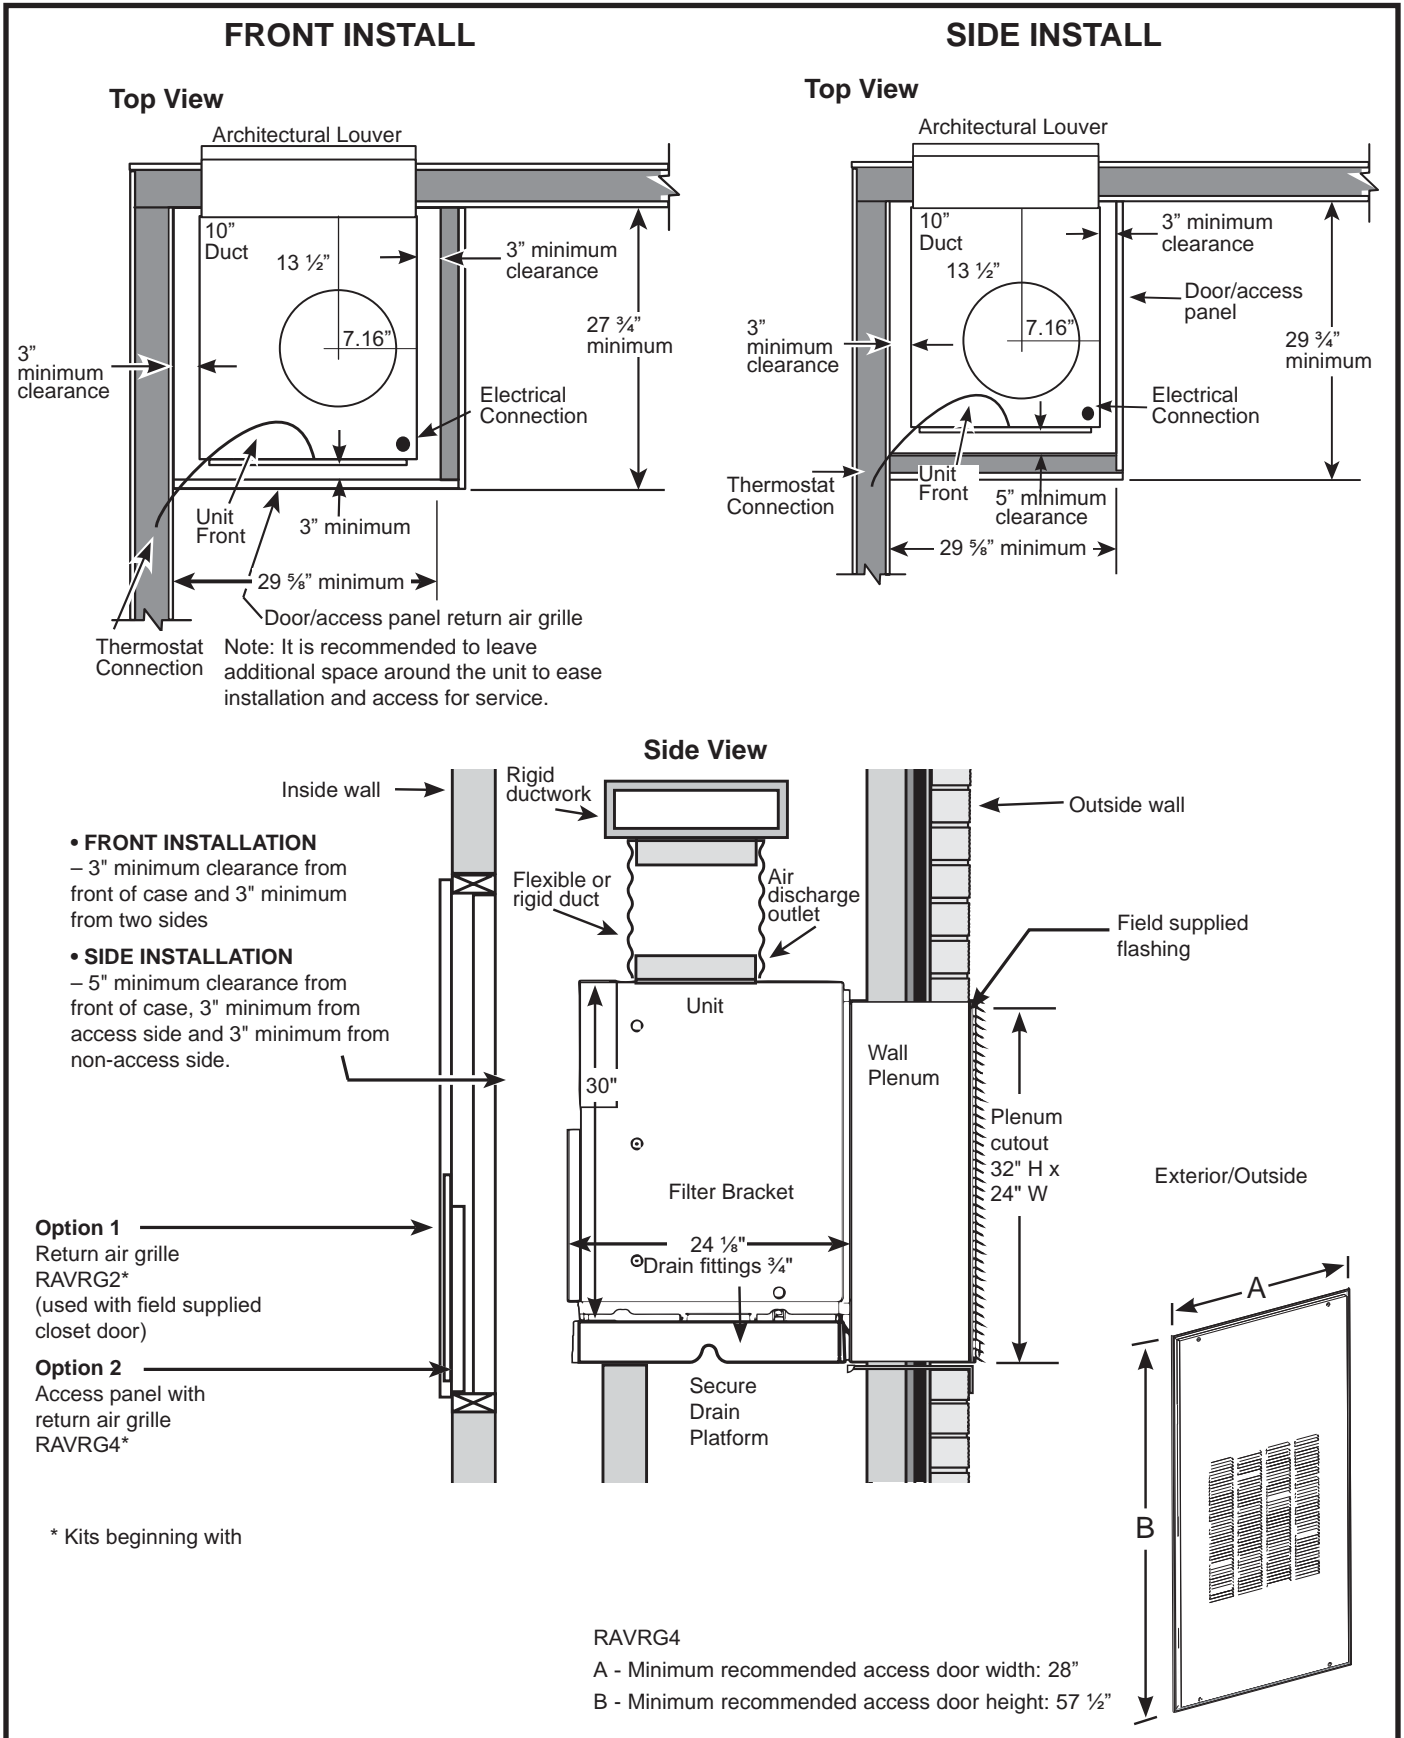 FRONT INSTALL
Top View
Architectural Louver
10”
Duct
13 ½”
7.16”
3” minimum
clearance
27 ¾”
minimum
3”
minimum
clearance
Electrical
Connection
Unit
Front
3” minimum
29 ⅝” minimum
Door/access panel return air grille
Thermostat
Connection
Note: It is recommended to leave
additional space around the unit to ease
installation and access for service.
SIDE INSTALL
Top View
Architectural Louver
10”
Duct
13 ½”
7.16”
3” minimum
clearance
Door/access
panel
3”
minimum
clearance
29 ¾”
minimum
Electrical
Connection
Thermostat
Connection
Unit
Front
5” minimum
clearance
29 ⅝” minimum
Side View
Inside wall
Rigid
ductwork
Outside wall
• FRONT INSTALLATION
– 3" minimum clearance from
front of case and 3" minimum
from two sides
• SIDE INSTALLATION
– 5" minimum clearance from
front of case, 3" minimum from
access side and 3" minimum from
non-access side.
Flexible or
rigid duct
Air
discharge
outlet
Field supplied
flashing
Unit
30"
Wall
Plenum
Plenum
cutout
32" H x
24" W
Filter Bracket
24 ⅛"
Drain fittings ¾"
Secure
Drain
Platform
Option 1
Return air grille
RAVRG2*
(used with field supplied
closet door)
Option 2
Access panel with
return air grille
RAVRG4*
* Kits beginning with
Exterior/Outside
A
B
RAVRG4
A - Minimum recommended access door width: 28”
B - Minimum recommended access door height: 57 ½”